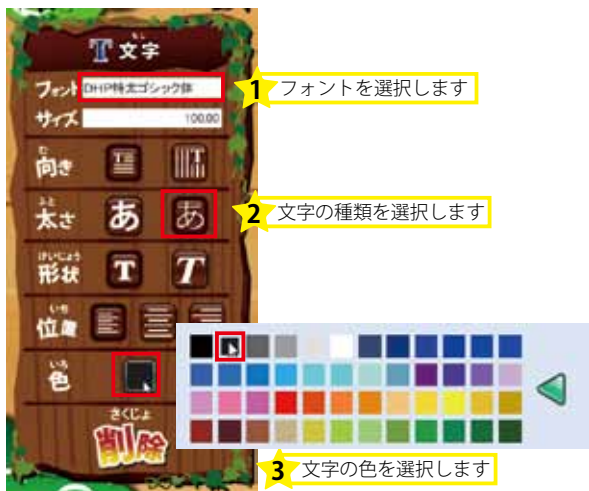 もじ
T 文字
フォント DHP特太ゴシック体
1 フォントを選択します
サイズ 100.00
む
向き
ふと
太さ あ あ
2 文字の種類を選択します
けいじょう
形状 T T
いち
位置
いろ
色
さくじょ
削除
3 文字の色を選択します